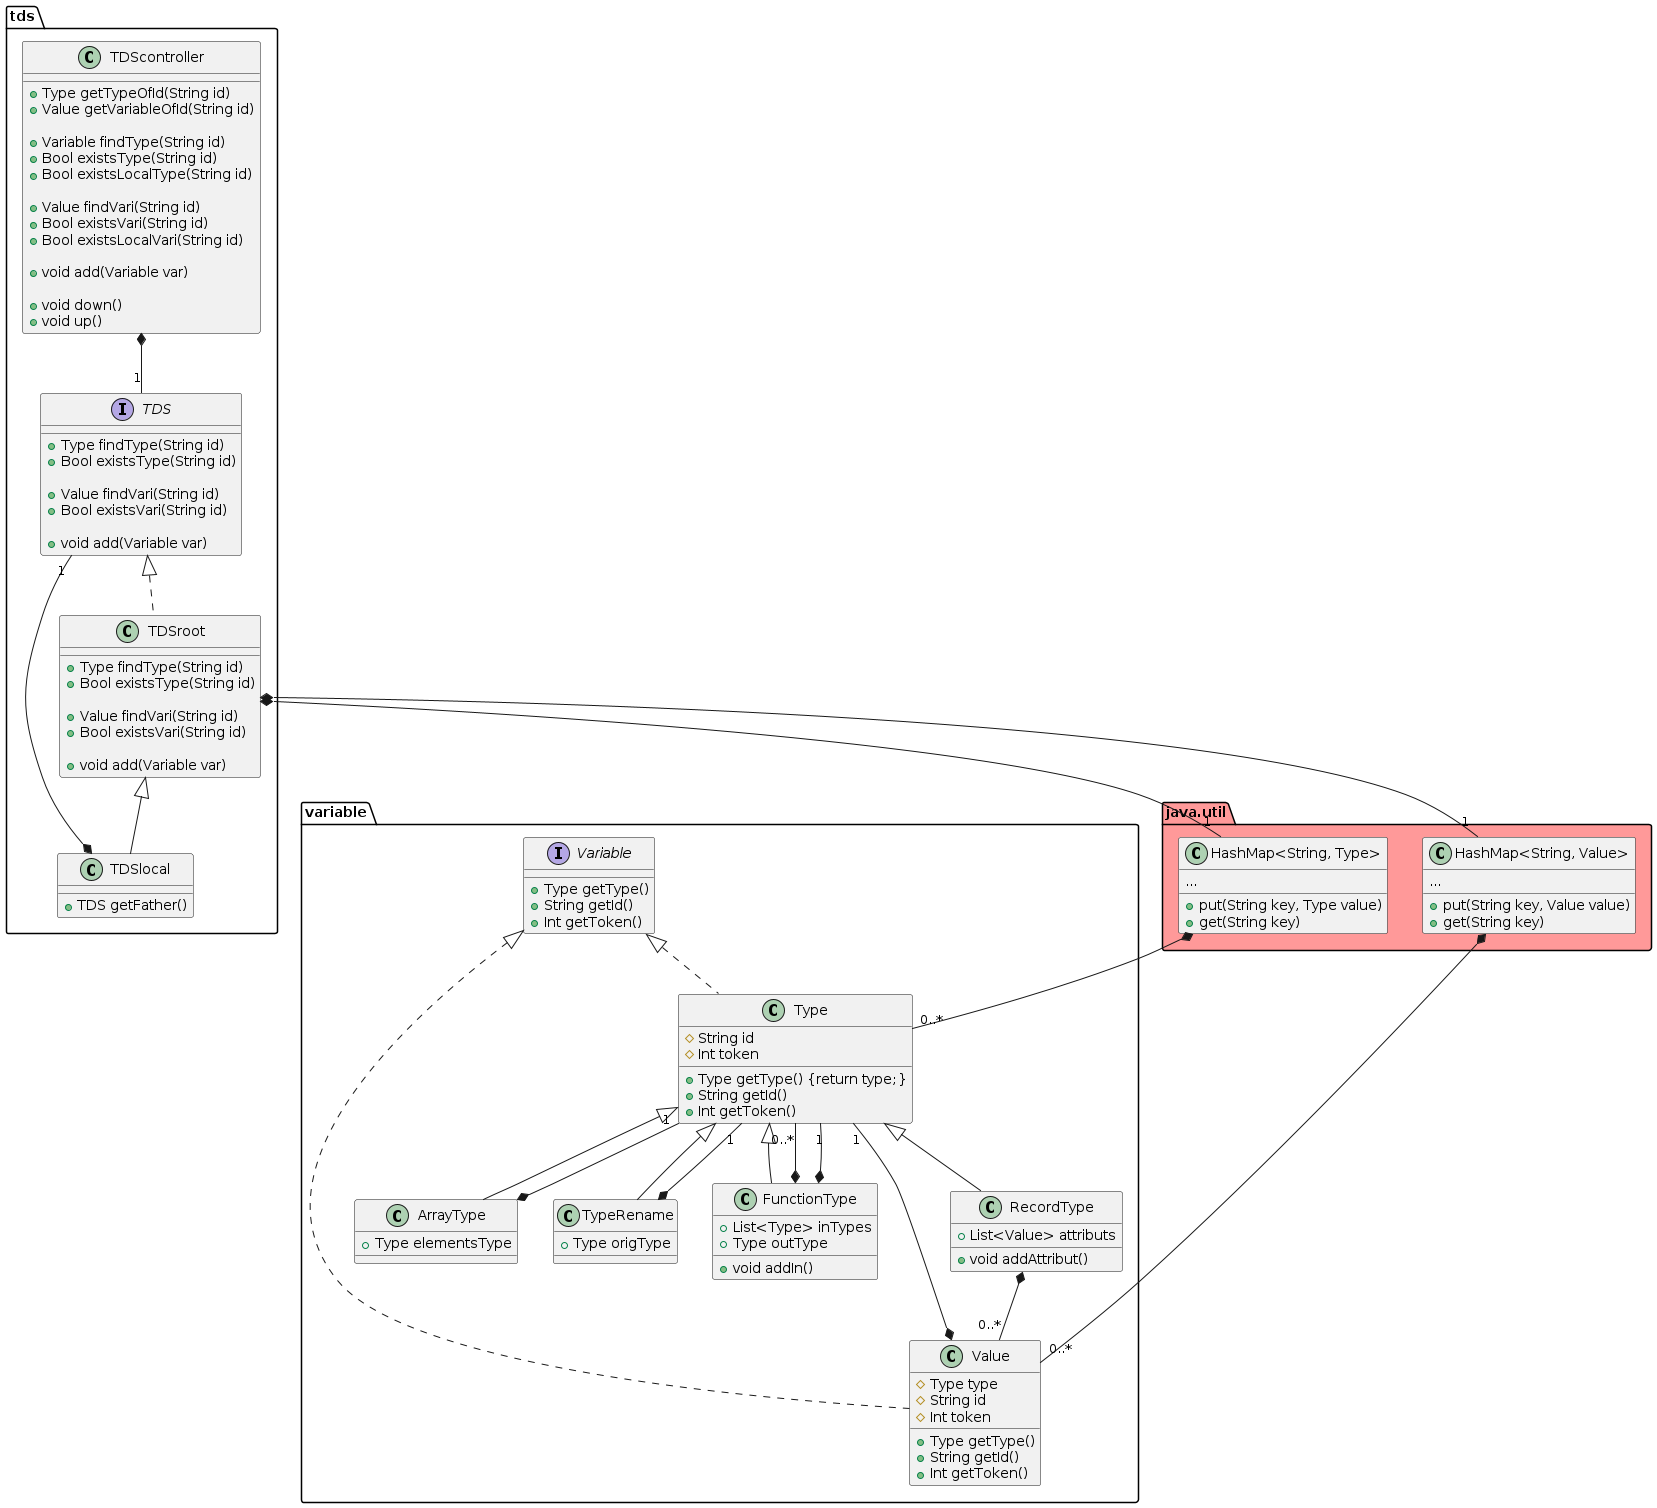 tds
C TDScontroller
Type getTypeOfId(String id)
Value getVariableOfId(String id)
Variable findType(String id)
Bool existsType(String id)
Bool existsLocalType(String id)
Value findVari(String id)
Bool existsVari(String id)
Bool existsLocalVari(String id)
void add(Variable var)
void down()
void up()
1
I TDS
Type findType(String id)
Bool existsType(String id)
Value findVari(String id)
Bool existsVari(String id)
void add(Variable var)
1
C TDSroot
Type findType(String id)
Bool existsType(String id)
Value findVari(String id)
Bool existsVari(String id)
void add(Variable var)
C TDSlocal
TDS getFather()
java.util
1
1
C HashMap<String, Type>
...
put(String key, Type value)
get(String key)
C HashMap<String, Value>
...
put(String key, Value value)
get(String key)
variable
I Variable
Type getType()
String getId()
Int getToken()
0..*
C Type
String id
Int token
Type getType() {return type; }
String getId()
Int getToken()
1
1
0..*
1
1
C ArrayType
Type elementsType
C TypeRename
Type origType
C FunctionType
List<Type> inTypes
Type outType
void addIn()
C RecordType
List<Value> attributs
void addAttribut()
0..*
0..*
C Value
Type type
String id
Int token
Type getType()
String getId()
Int getToken()